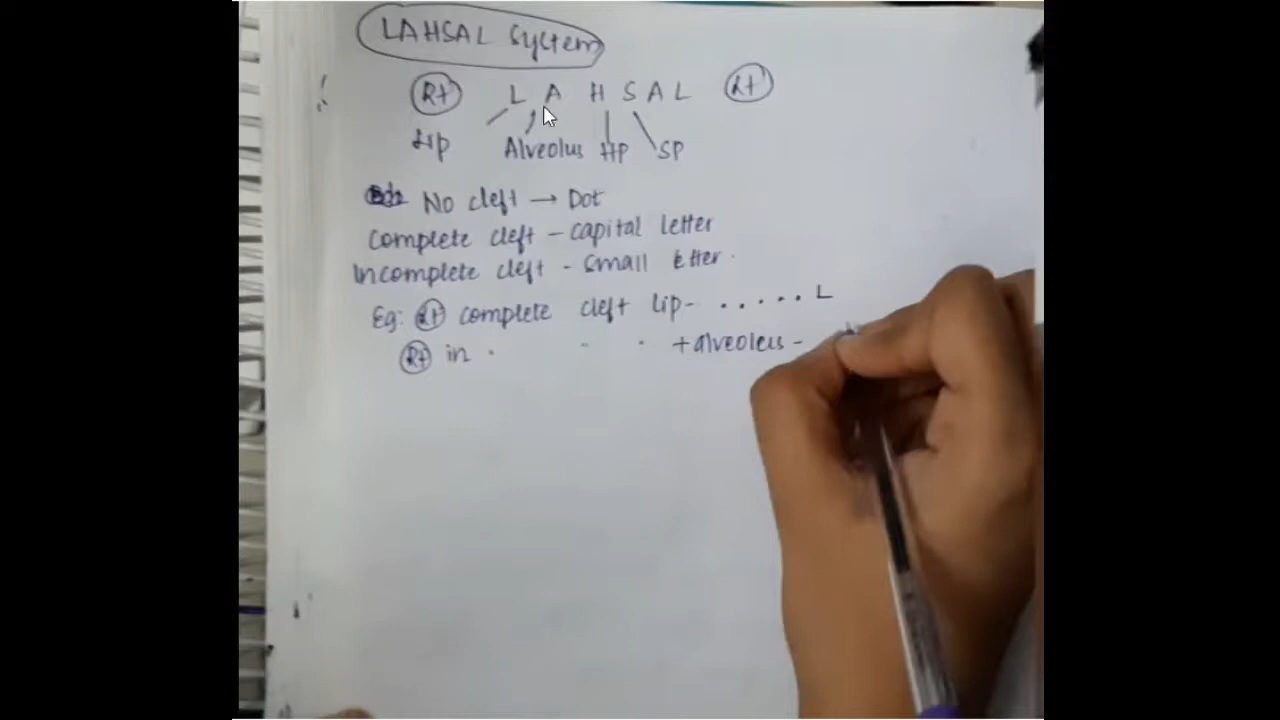 LAHSAL System
Rt L A H S A L Lt
Lip Alveolus HP SP
No cleft → Dot
Complete cleft - capital letter
Incomplete cleft - small letter.
Eg: Lt complete cleft lip - . . . . . L
Rt in " " " + alveolus -